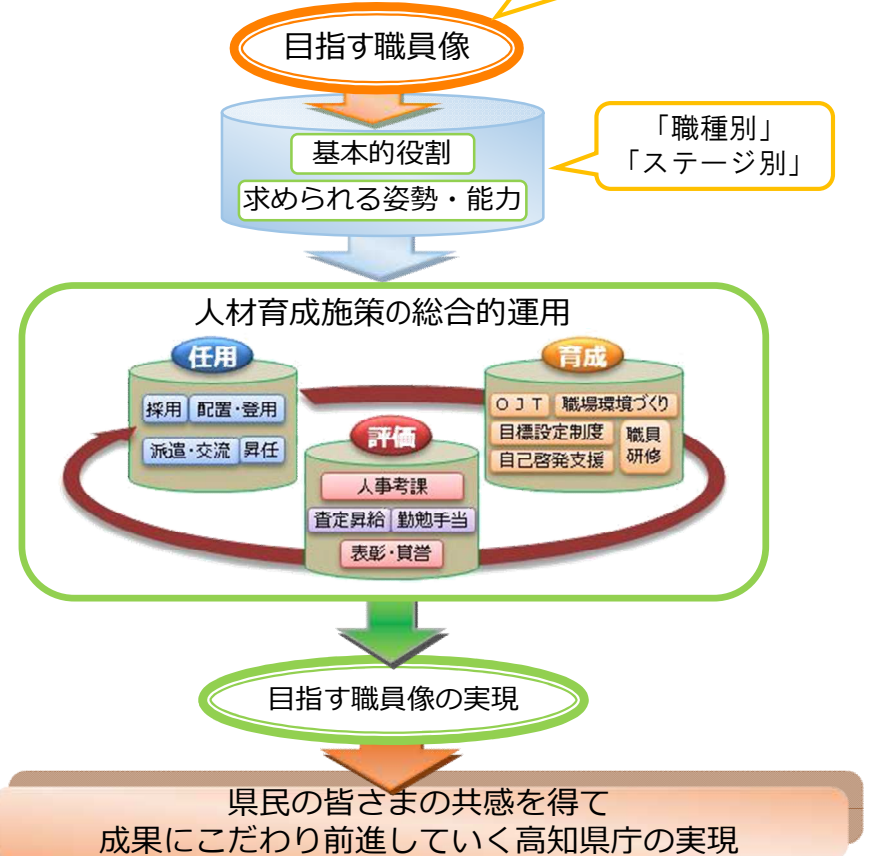 目指す職員像
基本的役割
求められる姿勢・能力
「職種別」
「ステージ別」
人材育成施策の総合的運用
任用
採用 配置・登用
派遣・交流 昇任
育成
OJT 職場環境づくり
目標設定制度 職員
自己啓発支援 研修
評価
人事考課
査定昇給 勤勉手当
表彰・賞誉
目指す職員像の実現
県民の皆さまの共感を得て
成果にこだわり前進していく高知県庁の実現